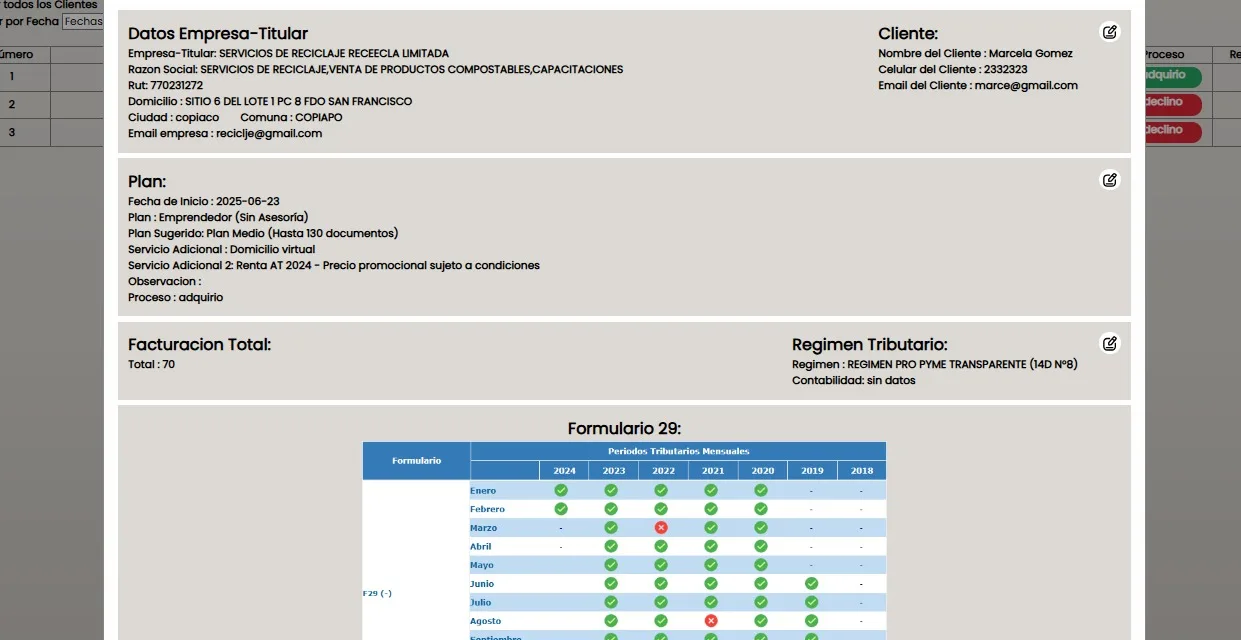 todos los Clientes
por Fecha Fechas
1
2
3
Datos Empresa-Titular
Empresa-Titular: SERVICIOS DE RECICLAJE RECEECLA LIMITADA
Razon Social: SERVICIOS DE RECICLAJE,VENTA DE PRODUCTOS COMPOSTABLES,CAPACITACIONES
Rut: 770231272
Domicilio : SITIO 6 DEL LOTE 1 PC 8 FDO SAN FRANCISCO
Ciudad : copiaco Comuna : COPIAPO
Email empresa : reciclje@gmail.com
Cliente:
Nombre del Cliente : Marcela Gomez
Celular del Cliente : 2332323
Email del Cliente : marce@gmail.com
Proceso
adquirio
declino
declino
Plan:
Fecha de Inicio : 2025-06-23
Plan : Emprendedor (Sin Asesoría)
Plan Sugerido: Plan Medio (Hasta 130 documentos)
Servicio Adicional : Domicilio virtual
Servicio Adicional 2: Renta AT 2024 - Precio promocional sujeto a condiciones
Observacion :
Proceso : adquirio
Facturacion Total:
Total : 70
Regimen Tributario:
Regimen : REGIMEN PRO PYME TRANSPARENTE (14D N°8)
Contabilidad: sin datos
Formulario 29:
Formulario Periodos Tributarios Mensuales
2024 2023 2022 2021 2020 2019 2018
Enero - -
Febrero - -
Marzo - - -
Abril - - -
Mayo - -
Junio -
Julio -
F29 (-)
Agosto -
Septiembre